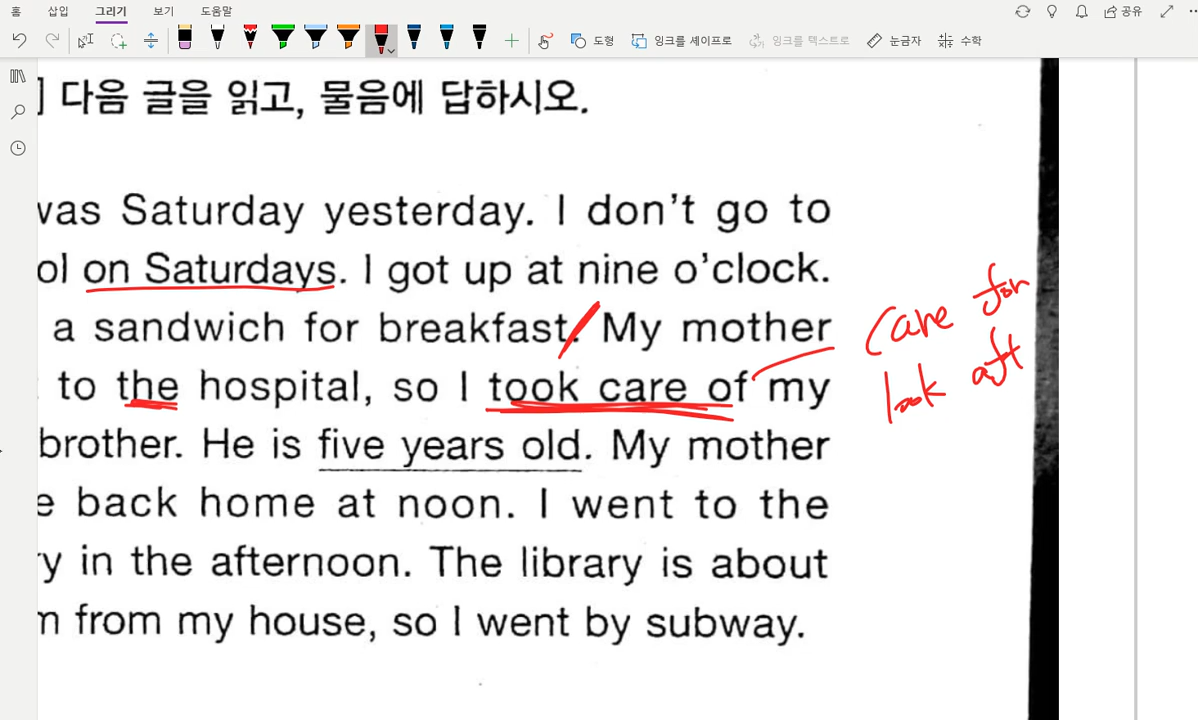 홈 삽입 그리기 보기 도움말 공유
도형 잉크를 셰이프로 잉크를 텍스트로 눈금자 수학
] 다음 글을 읽고, 물음에 답하시오.
was Saturday yesterday. I don't go to
ol on Saturdays. I got up at nine o'clock.
a sandwich for breakfast. My mother
to the hospital, so I took care of my
brother. He is five years old. My mother
e back home at noon. I went to the
ry in the afternoon. The library is about
m from my house, so I went by subway.
care for
look aft